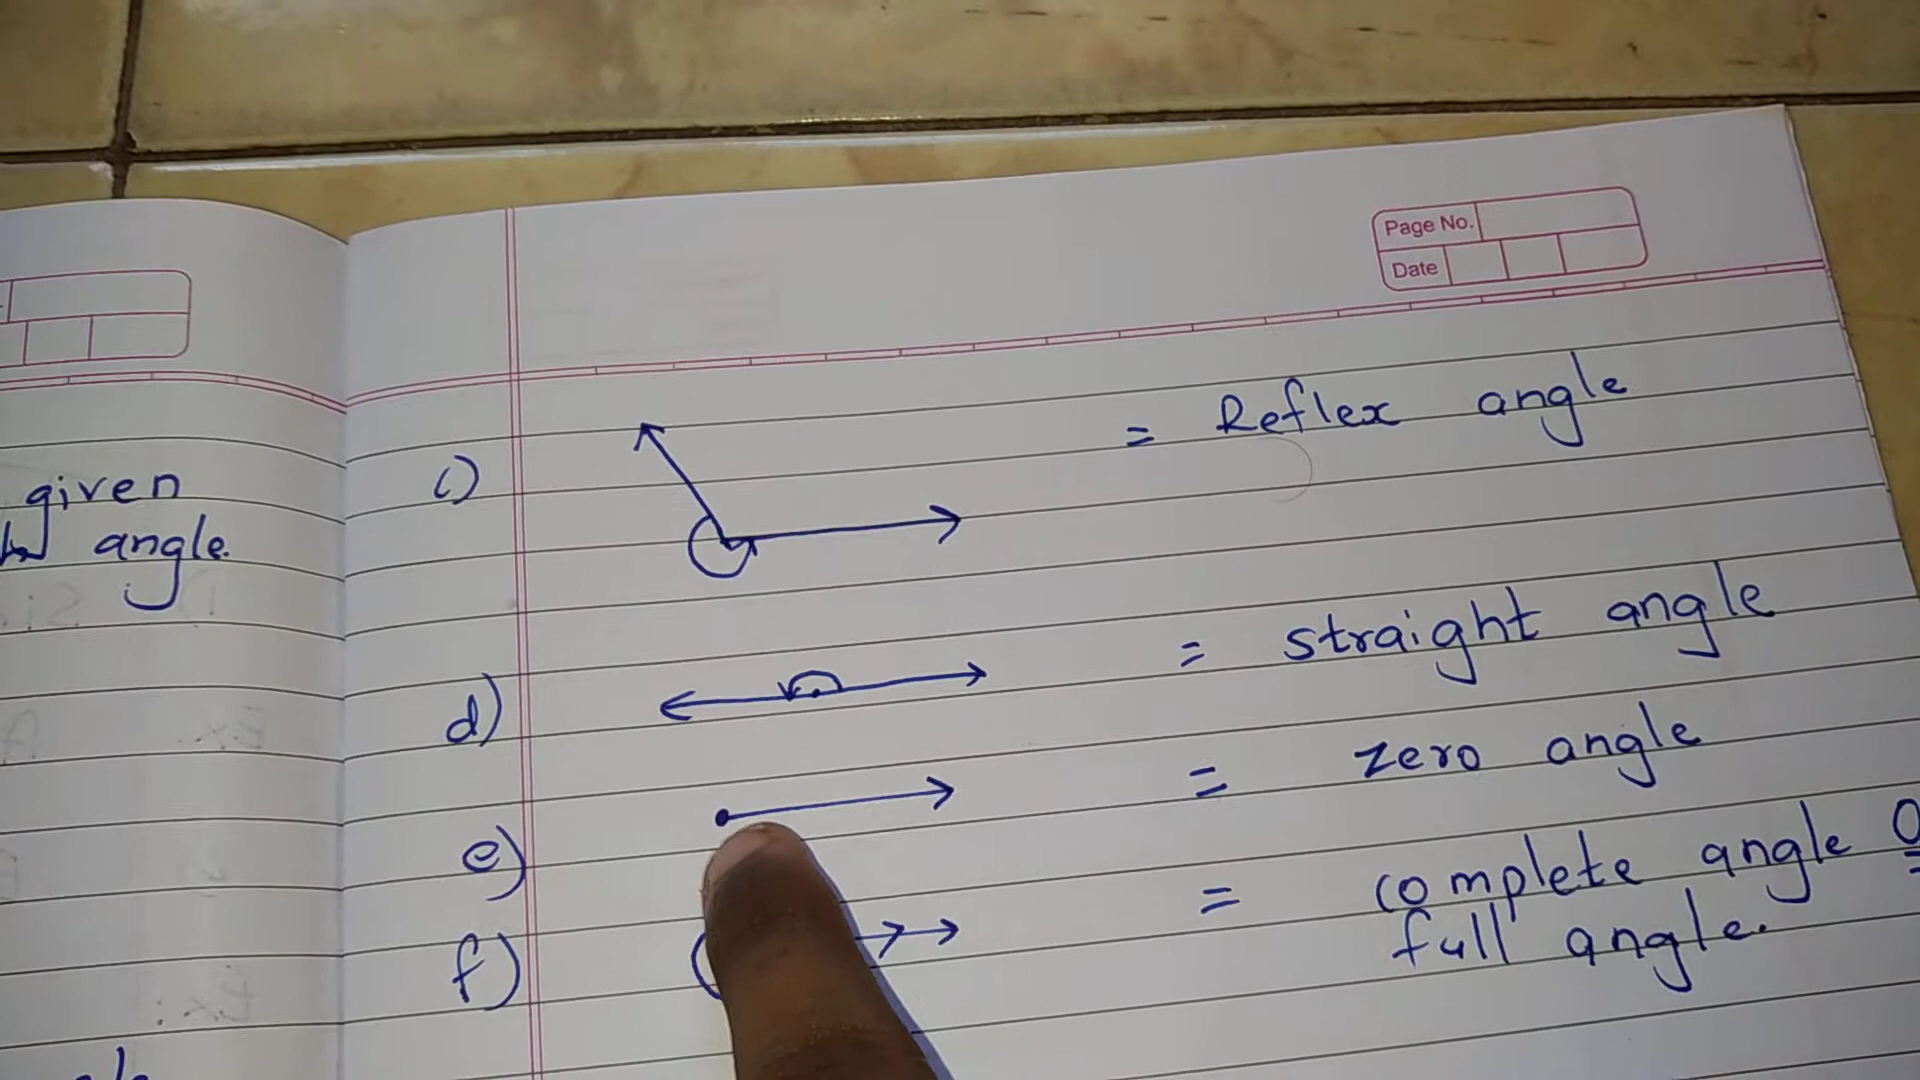 given
angle.
Page No.
Date
c) = Reflex angle
d) = straight angle
e) = zero angle
f) = complete angle
full angle.